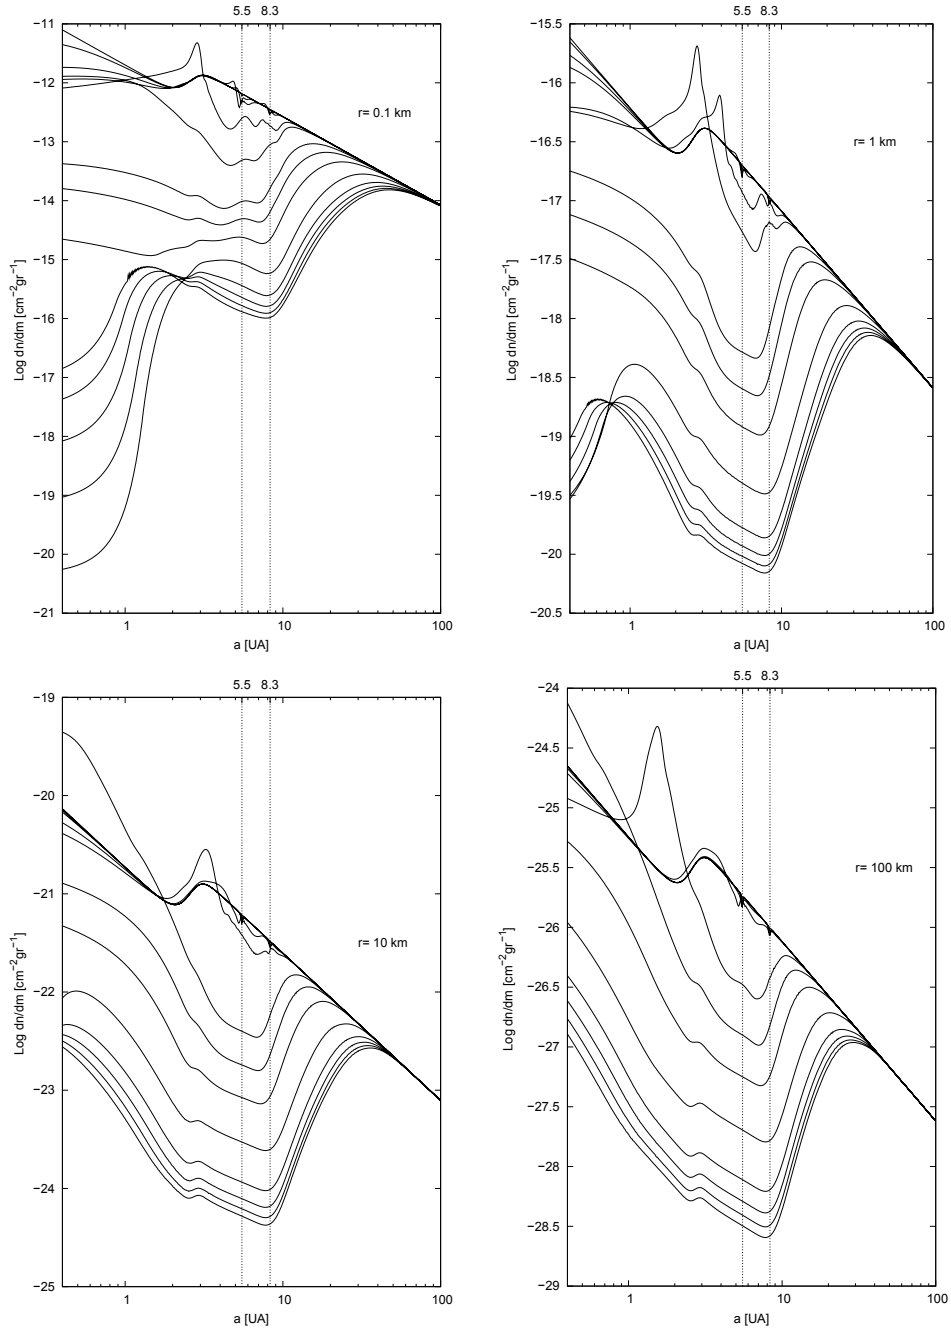 5.5 8.3
−11
−12
−13
−14
−15
−16
−17
−18
−19
−20
−21
Log dn/dm [cm−2gr−1]
r= 0.1 km
1 10 100
a [UA]
5.5 8.3
−15.5
−16
−16.5
−17
−17.5
−18
−18.5
−19
−19.5
−20
−20.5
Log dn/dm [cm−2gr−1]
r= 1 km
1 10 100
a [UA]
5.5 8.3
−19
−20
−21
−22
−23
−24
−25
Log dn/dm [cm−2gr−1]
r= 10 km
1 10 100
a [UA]
5.5 8.3
−24
−24.5
−25
−25.5
−26
−26.5
−27
−27.5
−28
−28.5
−29
Log dn/dm [cm−2gr−1]
r= 100 km
1 10 100
a [UA]